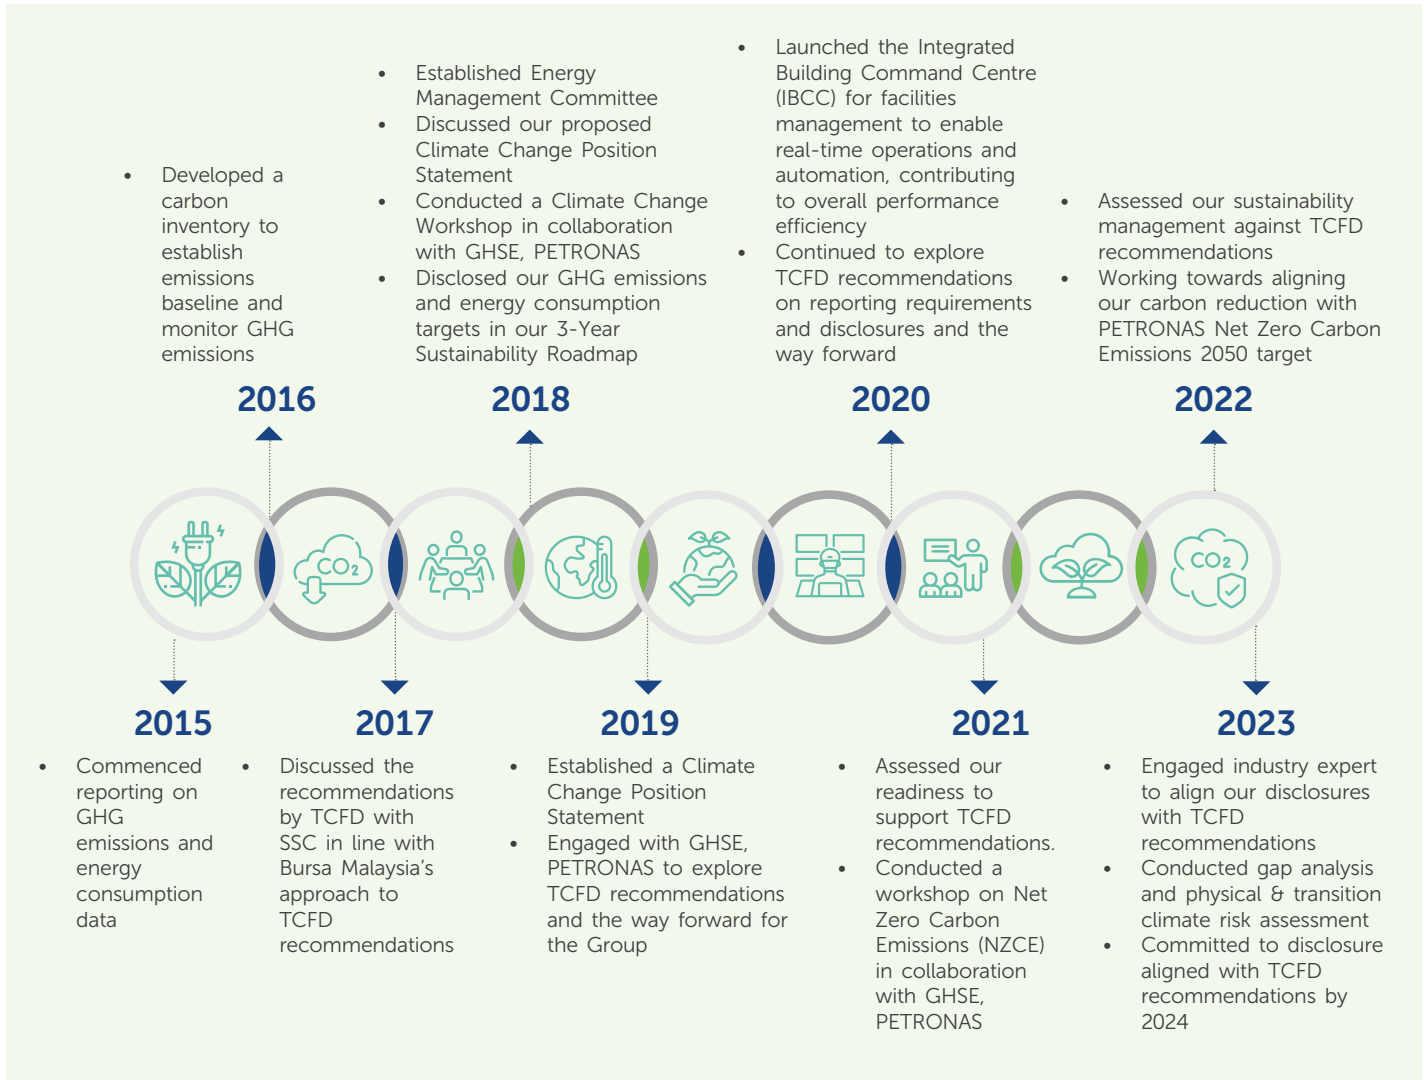 • Developed a
carbon
inventory to
establish
emissions
baseline and
monitor GHG
emissions
2016
• Established Energy
Management Committee
• Discussed our proposed
Climate Change Position
Statement
• Conducted a Climate Change
Workshop in collaboration
with GHSE, PETRONAS
• Disclosed our GHG emissions
and energy consumption
targets in our 3-Year
Sustainability Roadmap
2018
• Launched the Integrated
Building Command Centre
(IBCC) for facilities
management to enable
real-time operations and
automation, contributing
to overall performance
efficiency
• Continued to explore
TCFD recommendations
on reporting requirements
and disclosures and the
way forward
2020
• Assessed our sustainability
management against TCFD
recommendations
• Working towards aligning
our carbon reduction with
PETRONAS Net Zero Carbon
Emissions 2050 target
2022
CO2
CO2
2015
• Commenced
reporting on
GHG
emissions and
energy
consumption
data
2017
• Discussed the
recommendations
by TCFD with
SSC in line with
Bursa Malaysia’s
approach to
TCFD
recommendations
2019
• Established a Climate
Change Position
Statement
• Engaged with GHSE,
PETRONAS to explore
TCFD recommendations
and the way forward for
the Group
2021
• Assessed our
readiness to
support TCFD
recommendations.
• Conducted a
workshop on Net
Zero Carbon
Emissions (NZCE)
in collaboration
with GHSE,
PETRONAS
2023
• Engaged industry expert
to align our disclosures
with TCFD
recommendations
• Conducted gap analysis
and physical & transition
climate risk assessment
• Committed to disclosure
aligned with TCFD
recommendations by
2024